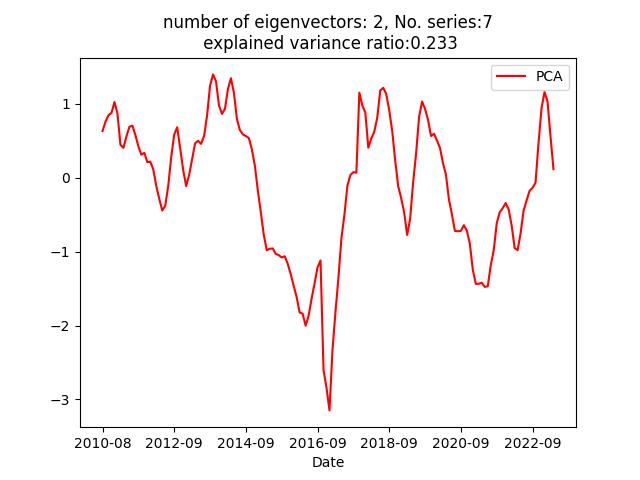 number of eigenvectors: 2, No. series:7
explained variance ratio:0.233
PCA
1
0
−1
−2
−3
2010-08 2012-09 2014-09 2016-09 2018-09 2020-09 2022-09
Date